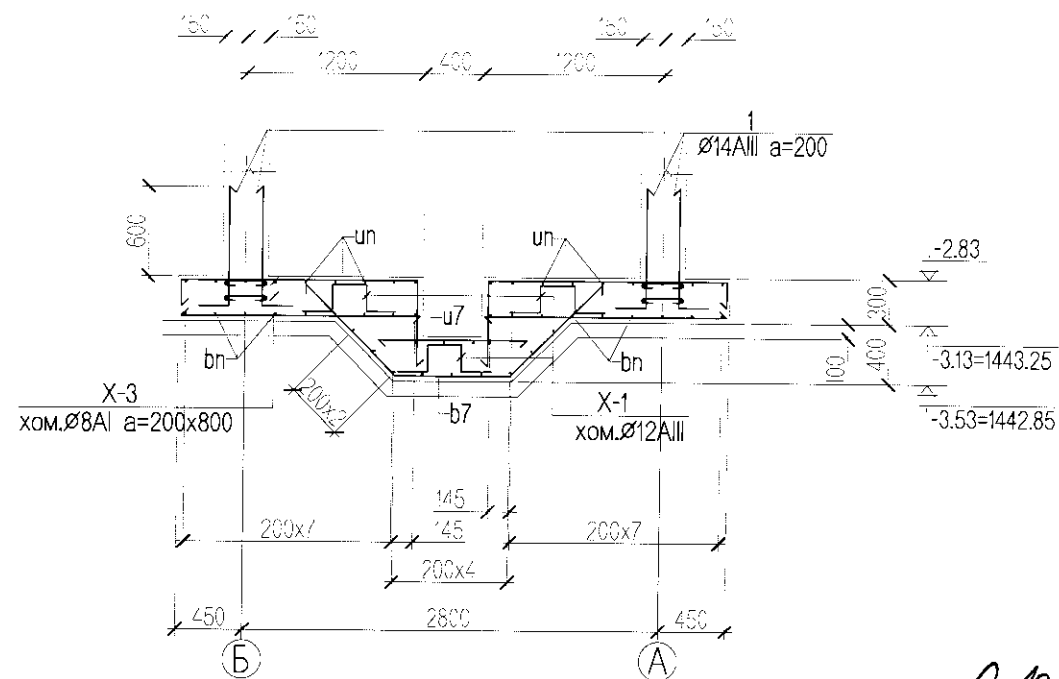 150 150 150 150
1200 400 1200
1
Ø14AIII a=200
600
un un
-2.83
u7
300
bn bn
100
400
-3.13=1443.25
X-3
хом.Ø8AI a=200x800
200x2
b7
X-1
хом.Ø12AIII
-3.53=1442.85
145
200x7 145 200x7
200x4
450 2800 450
Б А